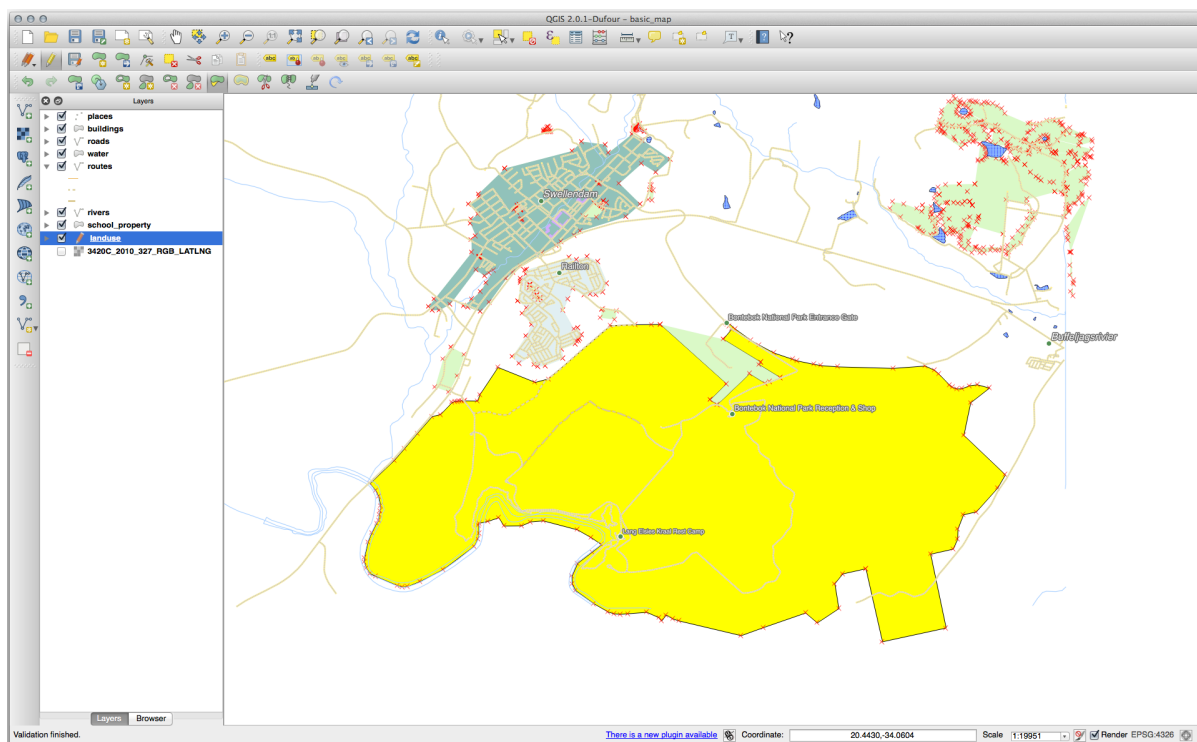 QGIS 2.0.1-Dufour - basic_map
Layers
places
buildings
roads
water
routes
rivers
school_property
landuse
3420C_2010_327_RGB_LATLNG
Swellendam
Railton
Bontebok National Park Entrance Gate
Buffeljagsrivier
Bontebok National Park Reception & Shop
Lang Elsies Kraal Rest Camp
Layers
Browser
Validation finished.
There is a new plugin available
Coordinate:
20.4430,-34.0604
Scale
1:19951
Render
EPSG:4326